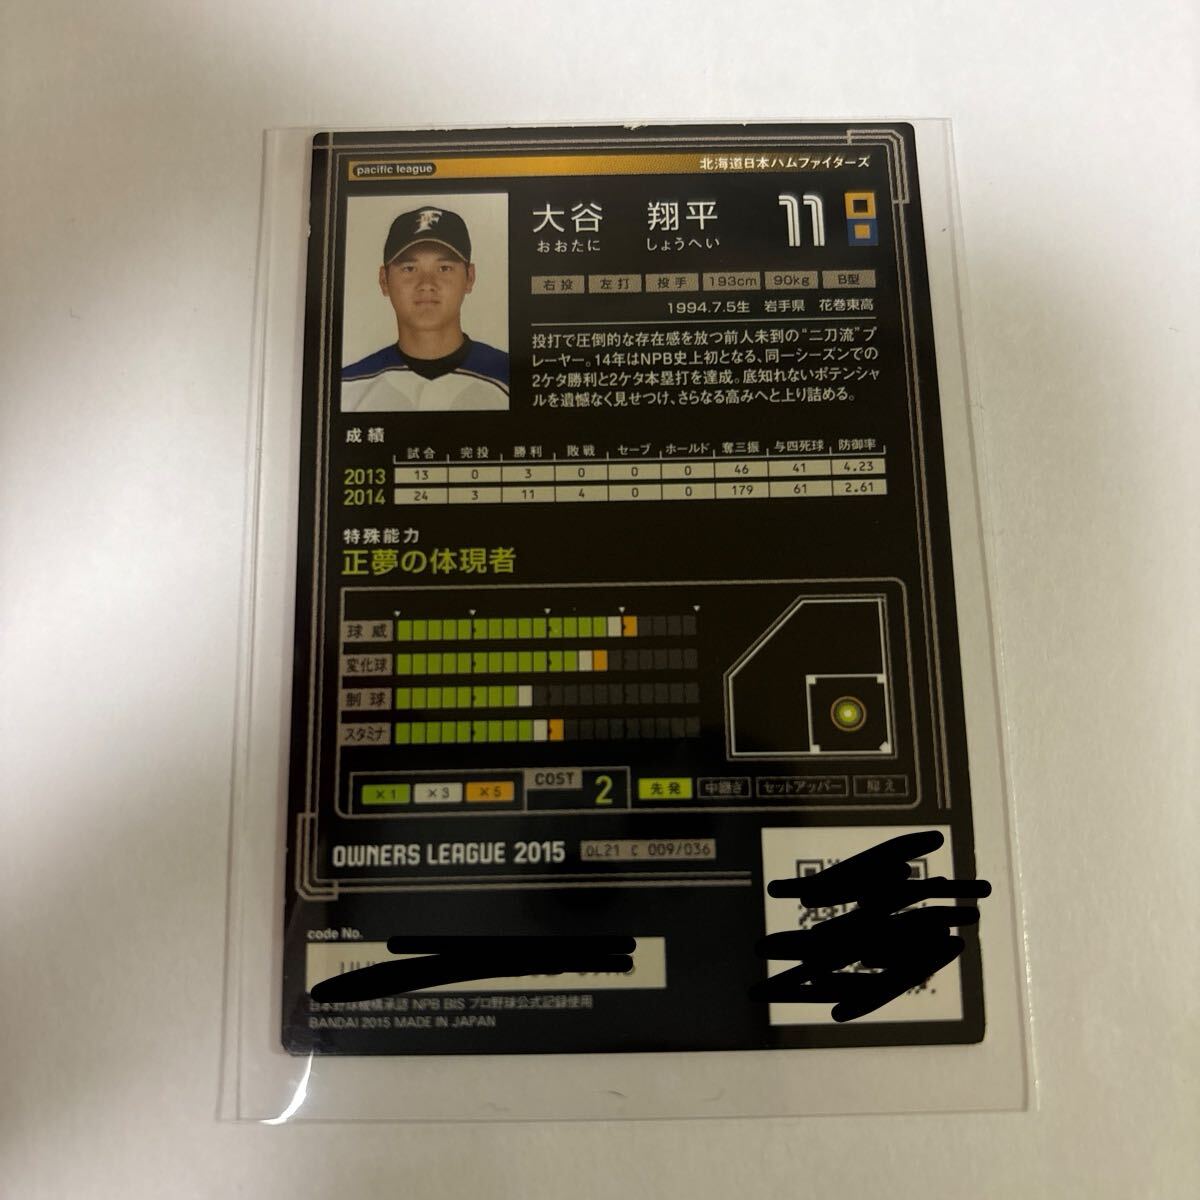 pacific league
北海道日本ハムファイターズ
F
大谷 翔平 11
おおたに しょうへい
右投 左打 投手 193cm 90kg B型
1994.7.5生 岩手県 花巻東高
投打で圧倒的な存在感を放つ前人未到の“二刀流”プ
レーヤー。14年はNPB史上初となる、同一シーズンでの
2ケタ勝利と2ケタ本塁打を達成。底知れないポテンシャ
ルを遺憾なく見せつけ、さらなる高みへと上り詰める。
成績
試合 完投 勝利 敗戦 セーブ ホールド 奪三振 与四死球 防御率
2013 13 0 3 0 0 0 46 41 4.23
2014 24 3 11 4 0 0 179 61 2.61
特殊能力
正夢の体現者
球威
変化球
制球
スタミナ
×1 ×3 ×5 COST 2 先発 中継ぎ セットアッパー 抑え
OWNERS LEAGUE 2015 OL21 C 009/036
code No.
日本野球機構承認 NPB BIS プロ野球公式記録使用
BANDAI 2015 MADE IN JAPAN